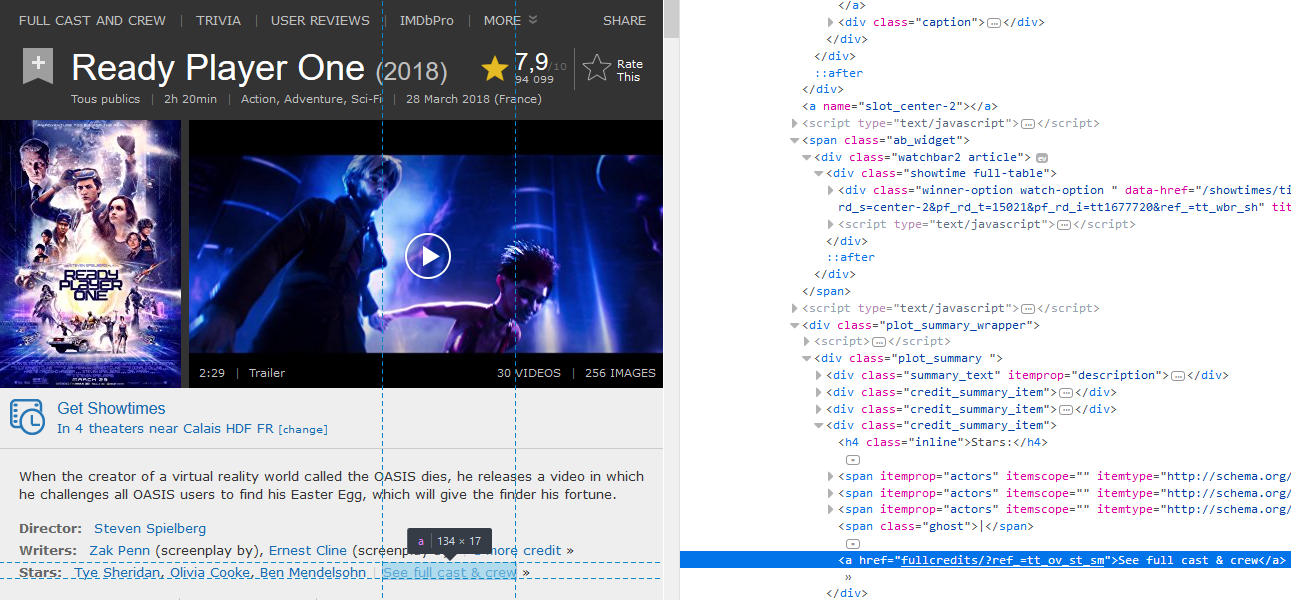 FULL CAST AND CREW | TRIVIA | USER REVIEWS | IMDbPro | MORE SHARE
+ Ready Player One (2018) 7,9/10 94 099 Rate This
Tous publics | 2h 20min | Action, Adventure, Sci-Fi | 28 March 2018 (France)
READY PLAYER ONE
MARCH 29
2:29 | Trailer 30 VIDEOS | 256 IMAGES
Get Showtimes
In 4 theaters near Calais HDF FR [change]
When the creator of a virtual reality world called the OASIS dies, he releases a video in which
he challenges all OASIS users to find his Easter Egg, which will give the finder his fortune.
Director: Steven Spielberg
a | 134 × 17
Writers: Zak Penn (screenplay by), Ernest Cline (screenplay by) more credit »
Stars: Tye Sheridan, Olivia Cooke, Ben Mendelsohn | See full cast & crew »
</a>
<div class="caption"></div>
</div>
</div>
::after
</div>
<a name="slot_center-2"></a>
<script type="text/javascript"></script>
<span class="ab_widget">
<div class="watchbar2 article"> ev
<div class="showtime full-table">
<div class="winner-option watch-option " data-href="/showtimes/ti
rd_s=center-2&pf_rd_t=15021&pf_rd_i=tt1677720&ref_=tt_wbr_sh" tit
<script type="text/javascript"></script>
</div>
::after
</div>
</span>
<script type="text/javascript"></script>
<div class="plot_summary_wrapper">
<script></script>
<div class="plot_summary ">
<div class="summary_text" itemprop="description"></div>
<div class="credit_summary_item"></div>
<div class="credit_summary_item"></div>
<div class="credit_summary_item">
<h4 class="inline">Stars:</h4>
<span itemprop="actors" itemscope="" itemtype="http://schema.org/
<span itemprop="actors" itemscope="" itemtype="http://schema.org/
<span itemprop="actors" itemscope="" itemtype="http://schema.org/
<span class="ghost">|</span>
<a href="fullcredits/?ref_=tt_ov_st_sm">See full cast & crew</a>
»
</div>